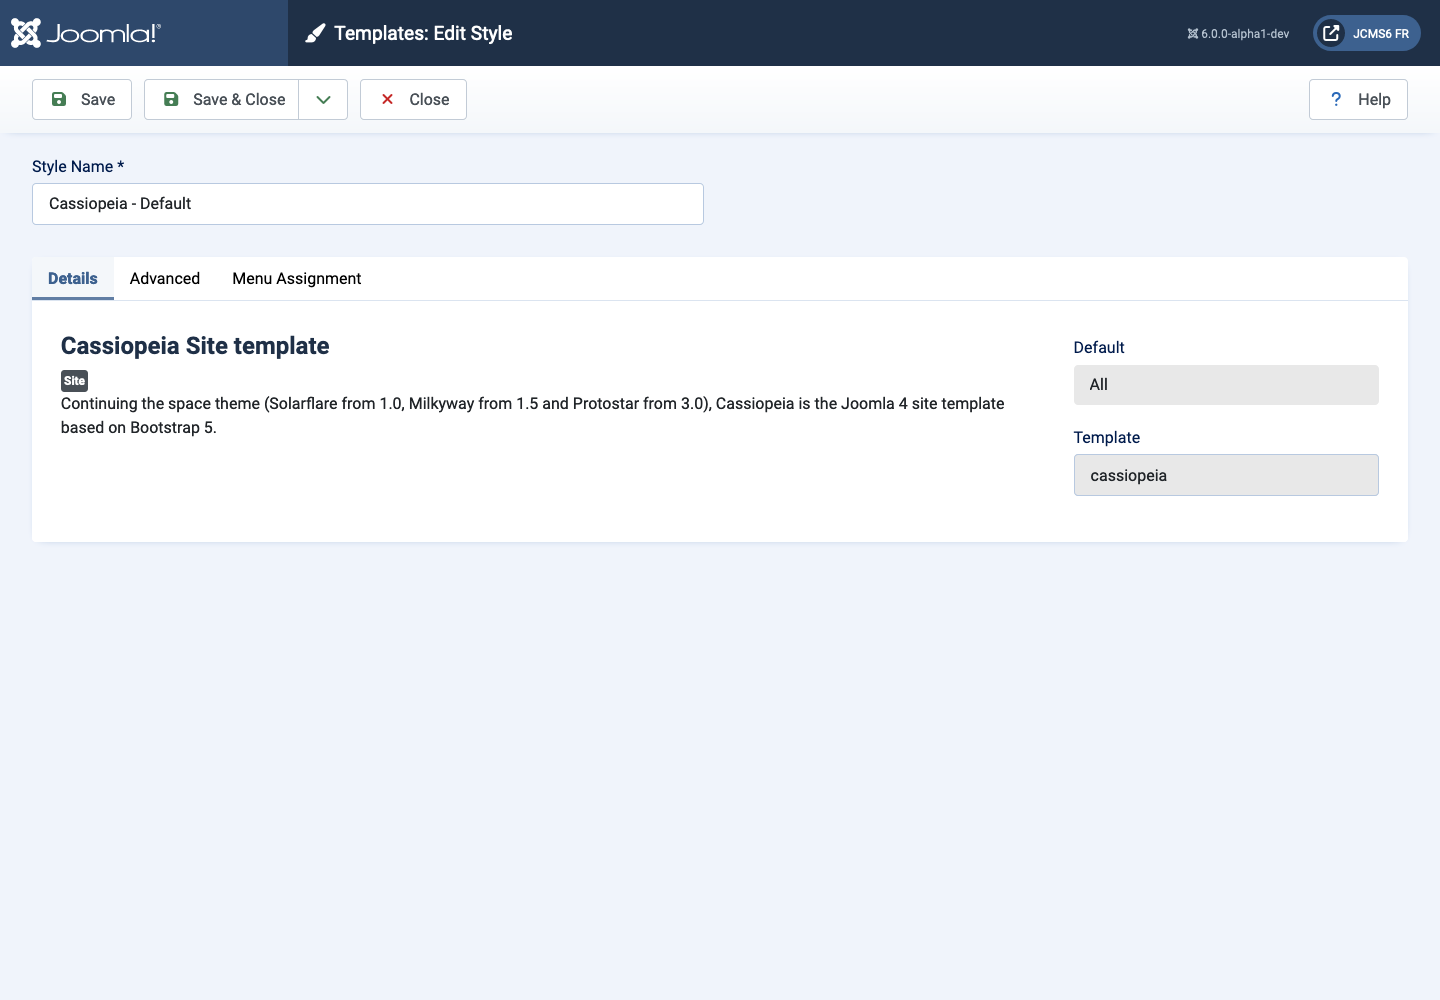 Joomla!®
Templates: Edit Style
6.0.0-alpha1-dev
JCMS6 FR
Save
Save & Close
Close
? Help
Style Name *
Cassiopeia - Default
Details
Advanced
Menu Assignment
Cassiopeia Site template
Site
Continuing the space theme (Solarflare from 1.0, Milkyway from 1.5 and Protostar from 3.0), Cassiopeia is the Joomla 4 site template
based on Bootstrap 5.
Default
All
Template
cassiopeia